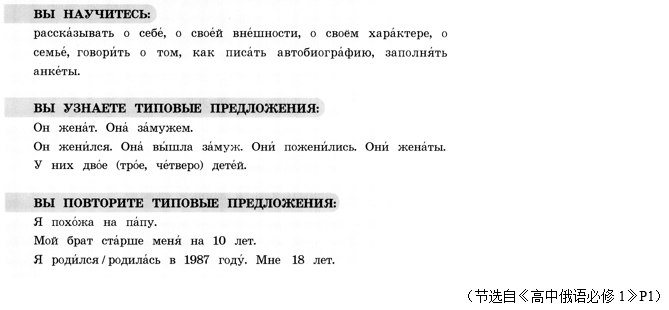 ВЫ НАУЧИТЕСЬ:
расска́зывать о себе́, о свое́й вне́шности, о своём хара́ктере, о
семье́, говори́ть о том, как писа́ть автобиогра́фию, заполня́ть
анке́ты.
ВЫ УЗНАЕТЕ ТИПОВЫЕ ПРЕДЛОЖЕНИЯ:
Он жена́т. Она́ за́мужем.
Он жени́лся. Она́ вы́шла за́муж. Они́ пожени́лись. Они́ жена́ты.
У них дво́е (тро́е, че́тверо) дете́й.
ВЫ ПОВТОРИТЕ ТИПОВЫЕ ПРЕДЛОЖЕНИЯ:
Я похо́жа на па́пу.
Мой брат ста́рше меня́ на 10 лет.
Я роди́лся / родила́сь в 1987 году́. Мне 18 лет.
(节选自《高中俄语必修 1》P1)